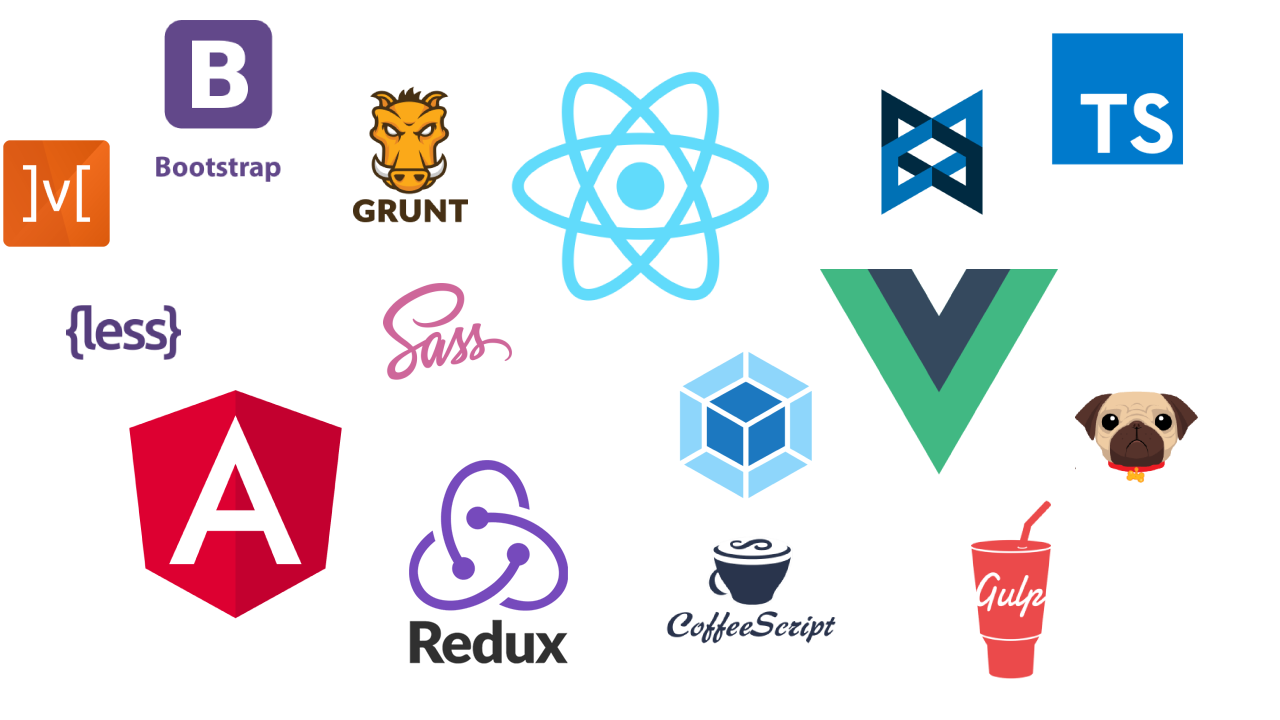 B
Bootstrap
GRUNT
TS
]v[
{less}
Sass
A
Redux
CoffeeScript
Gulp